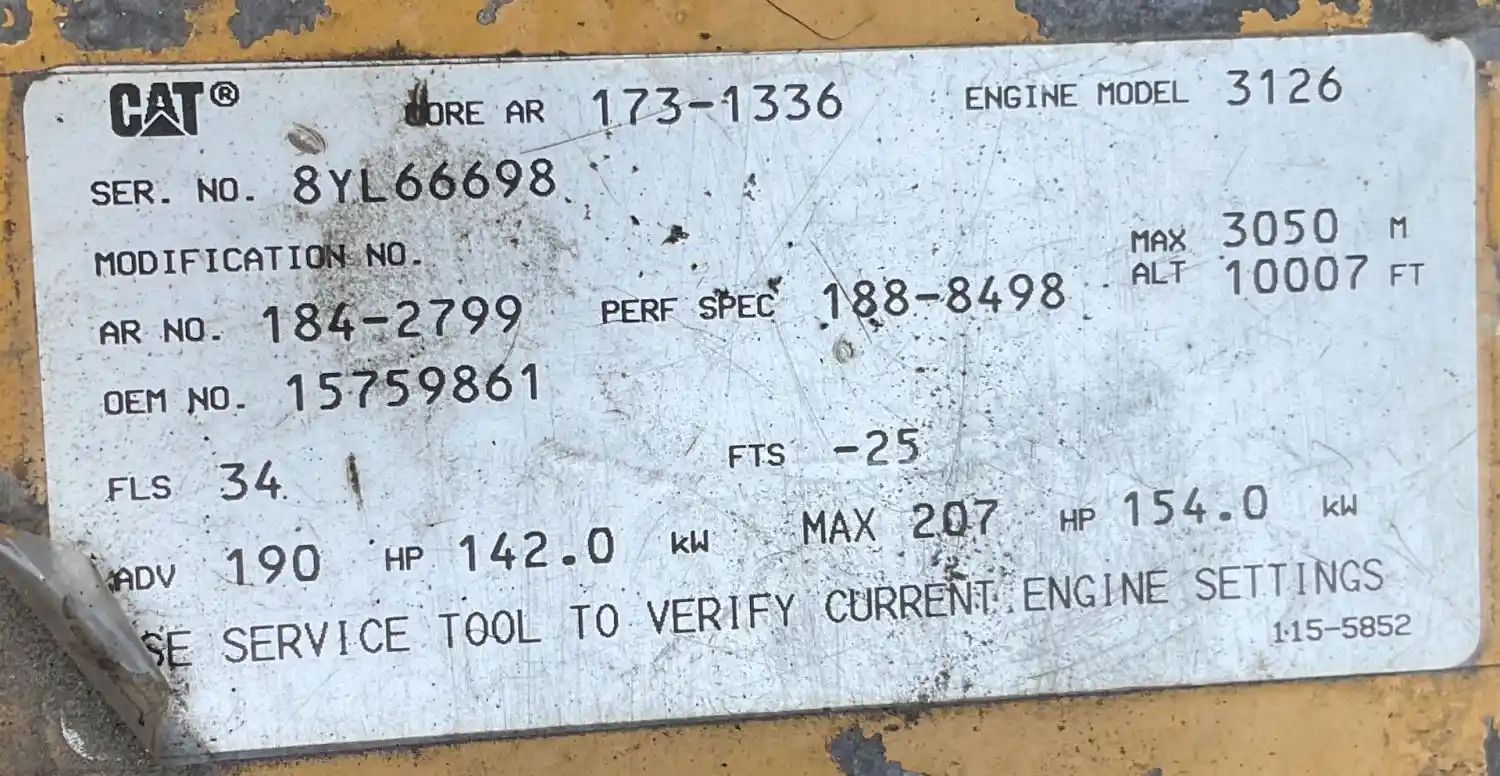 CAT® CORE AR 173-1336 ENGINE MODEL 3126
SER. NO. 8YL66698
MODIFICATION NO.
MAX ALT 3050 M
10007 FT
AR NO. 184-2799 PERF SPEC 188-8498
OEM NO. 15759861
FLS 34 FTS -25
ADV 190 HP 142.0 kW MAX 207 HP 154.0 kW
SE SERVICE TOOL TO VERIFY CURRENT ENGINE SETTINGS
115-5852